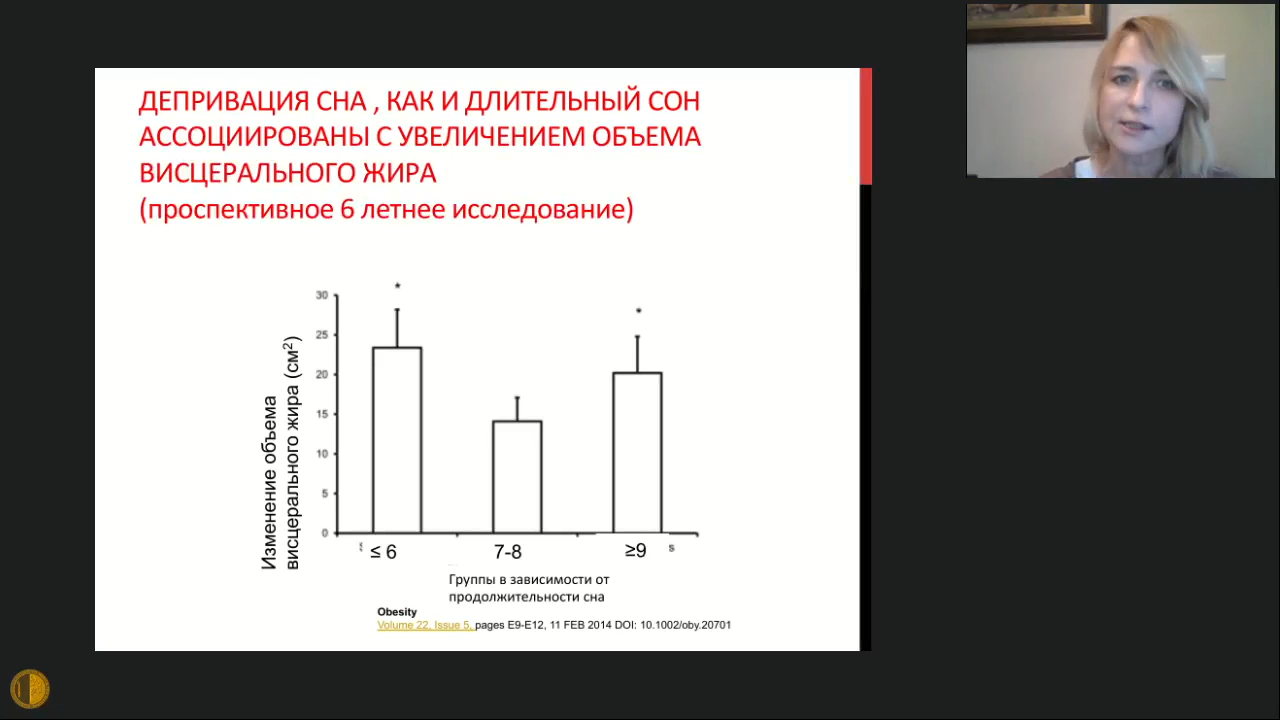 ДЕПРИВАЦИЯ СНА , КАК И ДЛИТЕЛЬНЫЙ СОН
АССОЦИИРОВАНЫ С УВЕЛИЧЕНИЕМ ОБЪЕМА
ВИСЦЕРАЛЬНОГО ЖИРА
(проспективное 6 летнее исследование)
Изменение объема
висцерального жира (см²)
30
25
20
15
10
5
0
*
*
≤ 6
7-8
≥9
s
Группы в зависимости от
продолжительности сна
Obesity
Volume 22, Issue 5, pages E9-E12, 11 FEB 2014 DOI: 10.1002/oby.20701